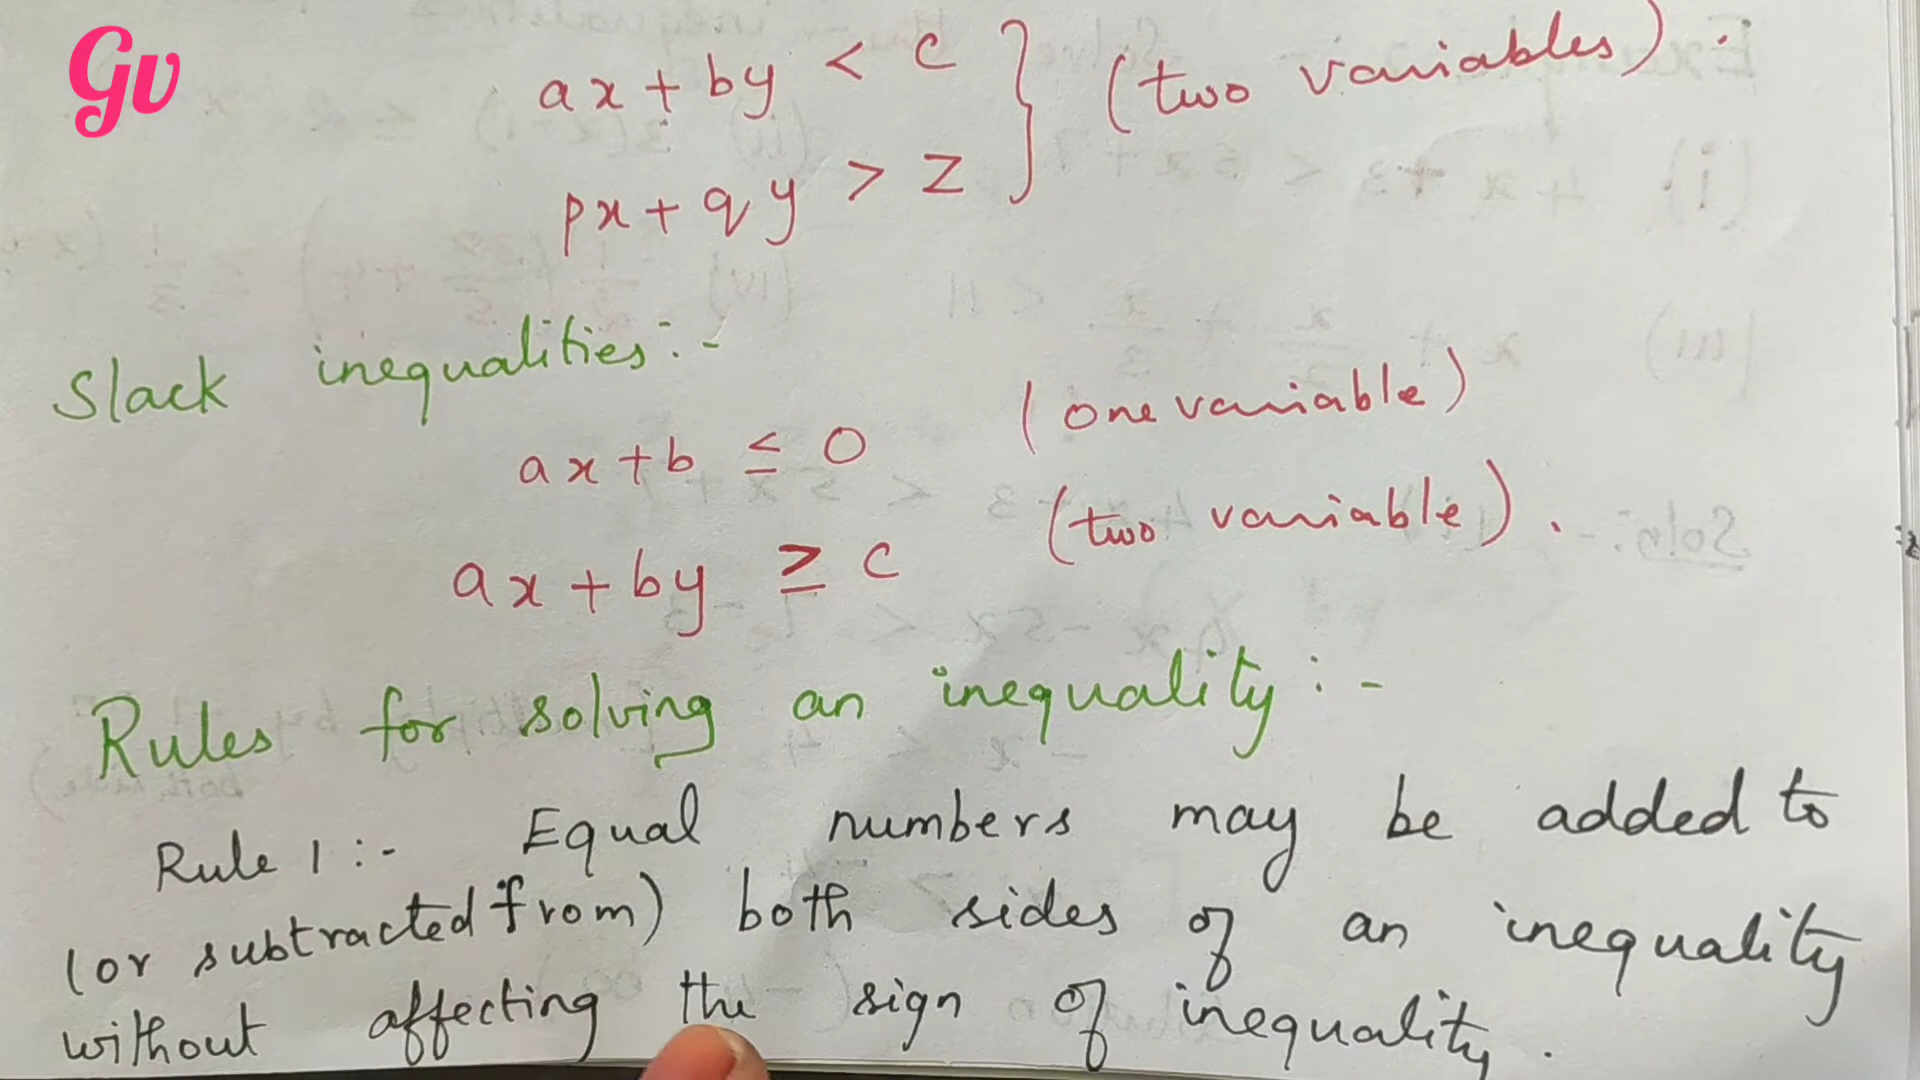 Gv
ax + by < c } (two variables).
px + qy > z
Slack inequalities :-
ax + b ≤ 0 (one variable)
ax + by ≥ c (two variable).
Rules for solving an inequality :-
Rule 1 :- Equal numbers may be added to
(or subtracted from) both sides of an inequality
without affecting the sign of inequality.